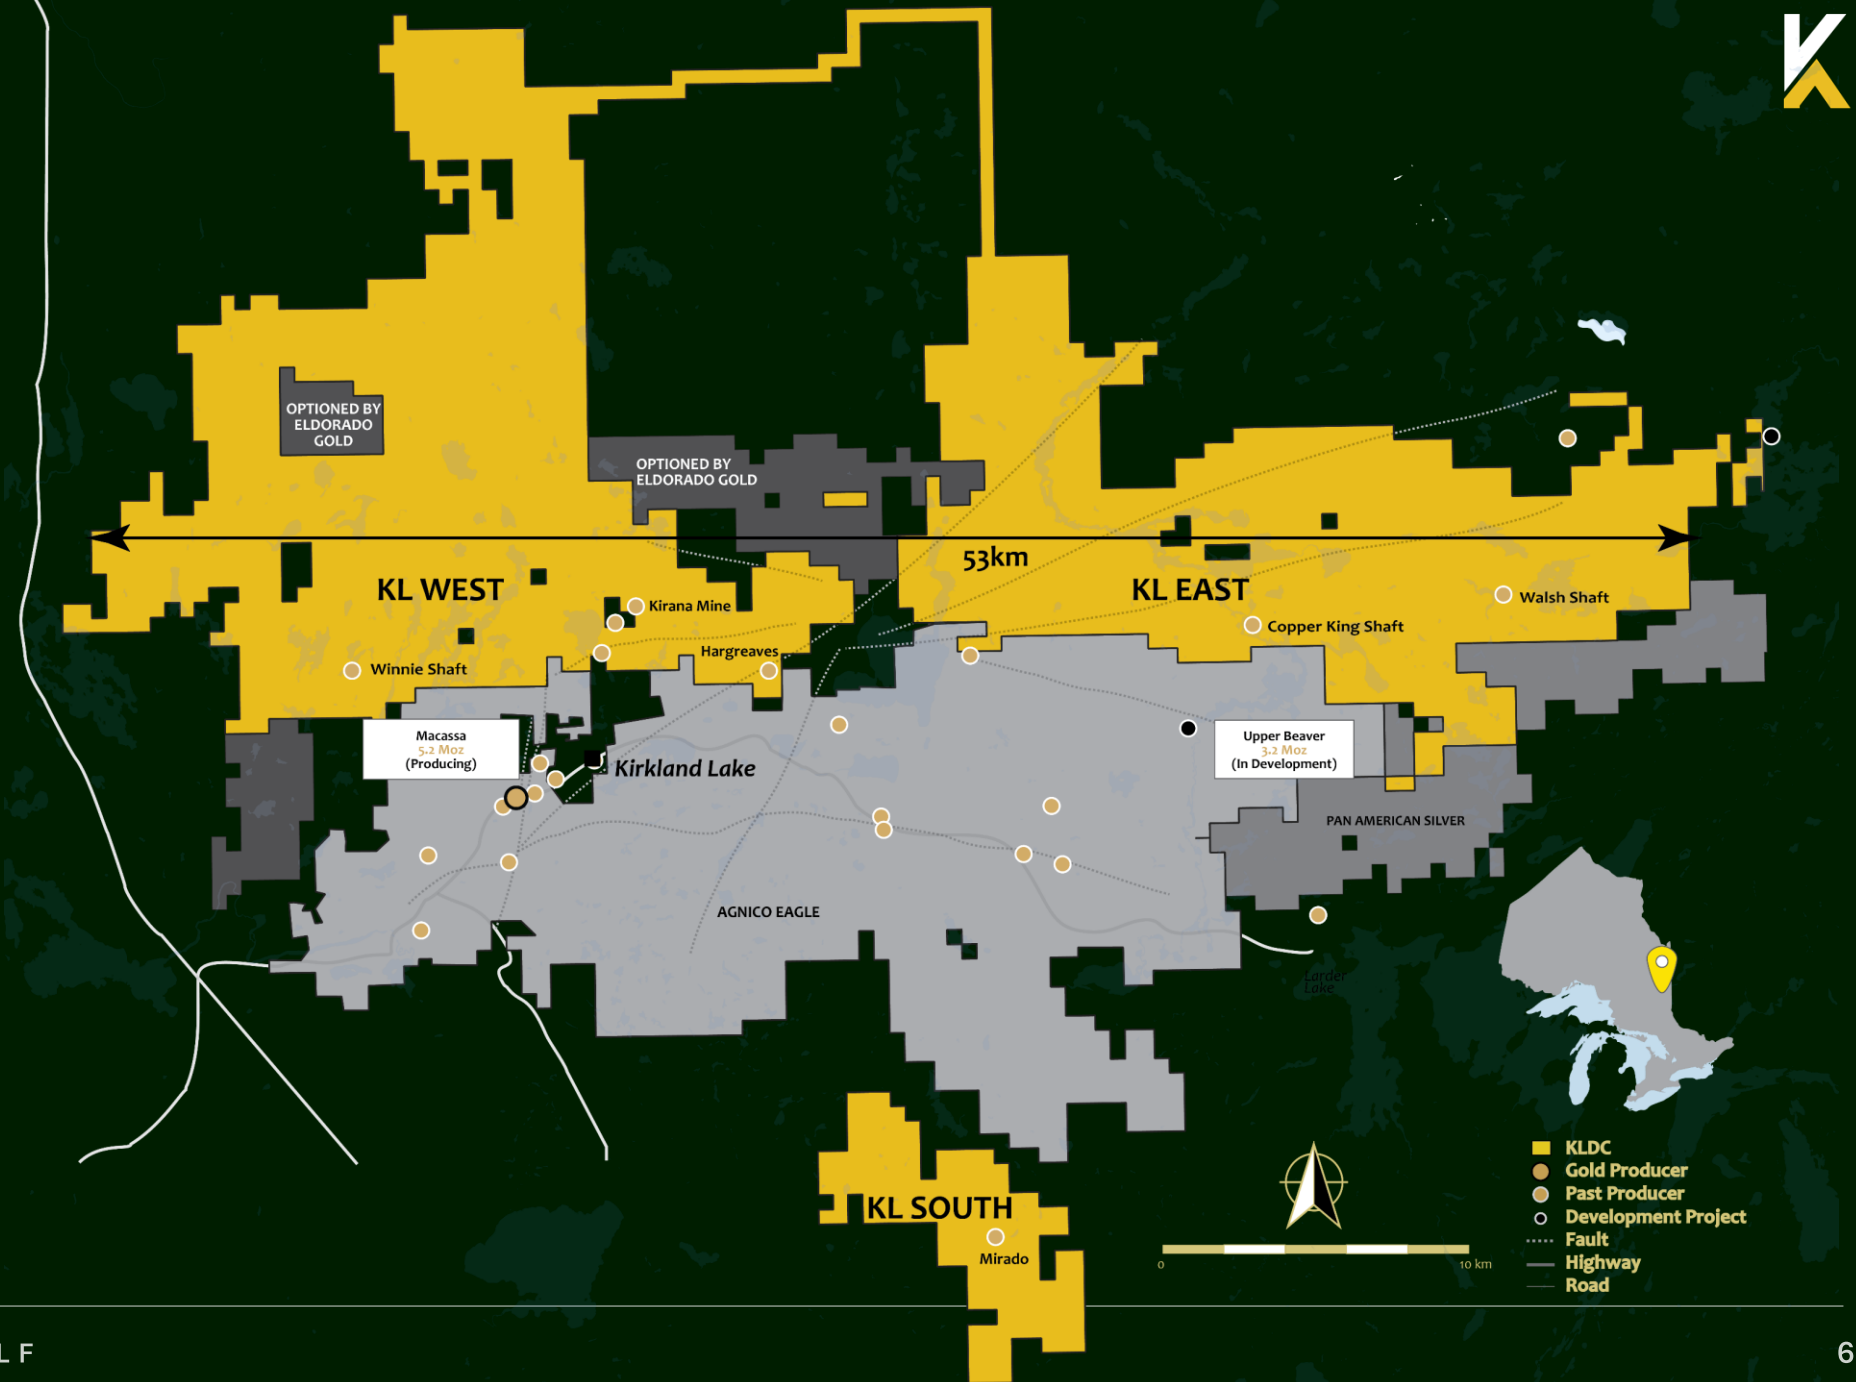 OPTIONED BY
ELDORADO
GOLD
OPTIONED BY
ELDORADO GOLD
53km
KL WEST
KL EAST
Kirana Mine
Walsh Shaft
Copper King Shaft
Hargreaves
Winnie Shaft
Macassa
5.2 Moz
(Producing)
Upper Beaver
3.2 Moz
(In Development)
Kirkland Lake
PAN AMERICAN SILVER
AGNICO EAGLE
Larder
Lake
KL SOUTH
Mirado
0
10 km
KLDC
Gold Producer
Past Producer
Development Project
Fault
Highway
Road
L F
6